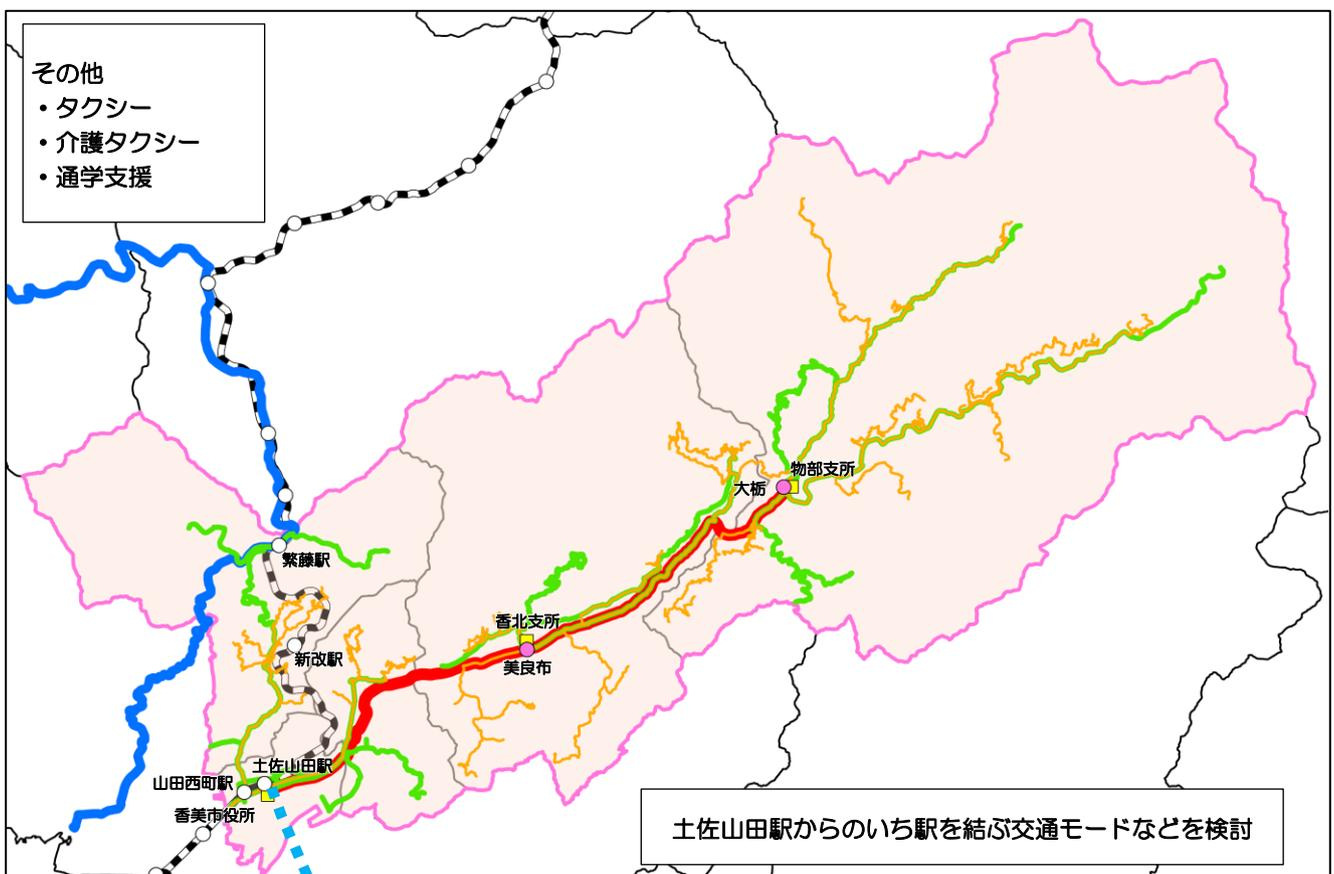 その他
・タクシー
・介護タクシー
・通学支援
物部支所
大栃
繁藤駅
香北支所
新改駅
美良布
土佐山田駅
山田西町駅
香美市役所
土佐山田駅からのいち駅を結ぶ交通モードなどを検討